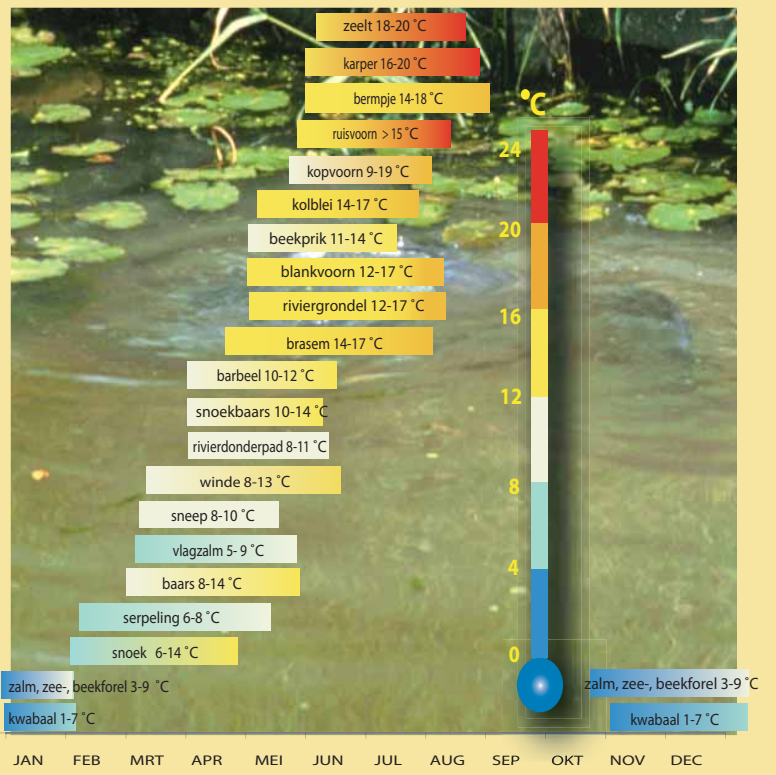 zeelt 18-20 ˚C
karper 16-20 ˚C
bermpje 14-18 ˚C
°C
ruisvoorn >15 ˚C
24
kopvoorn 9-19 ˚C
kolblei 14-17 ˚C
20
beekprik 11-14 ˚C
blankvoorn 12-17 ˚C
riviergrondel 12-17 ˚C
16
brasem 14-17 ˚C
barbeel 10-12 ˚C
12
snoekbaars 10-14 ˚C
rivierdonderpad 8-11 ˚C
winde 8-13 ˚C
8
sneep 8-10 ˚C
vlagzalm 5- 9 ˚C
4
baars 8-14 ˚C
serpeling 6-8 ˚C
snoek 6-14 ˚C
0
zalm, zee-, beekforel 3-9 ˚C
zalm, zee-, beekforel 3-9 ˚C
kwabaal 1-7 ˚C
kwabaal 1-7 ˚C
JAN FEB MRT APR MEI JUN JUL AUG SEP OKT NOV DEC